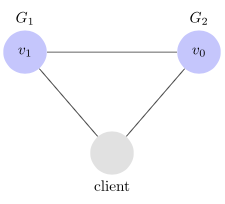 G₁ G₂
v₁ v₀
client